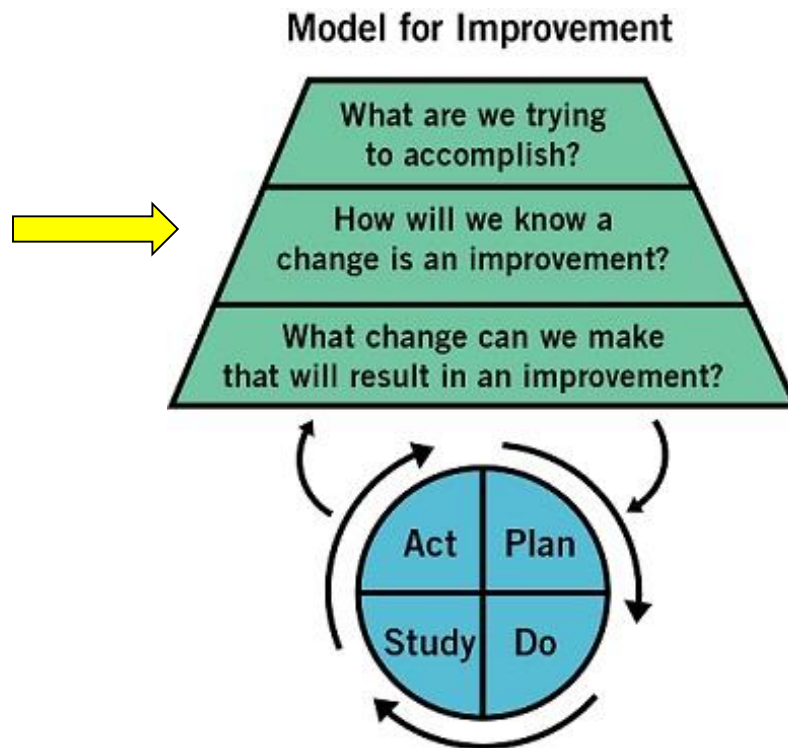 Model for Improvement
What are we trying
to accomplish?
How will we know a
change is an improvement?
What change can we make
that will result in an improvement?
Act
Plan
Study
Do